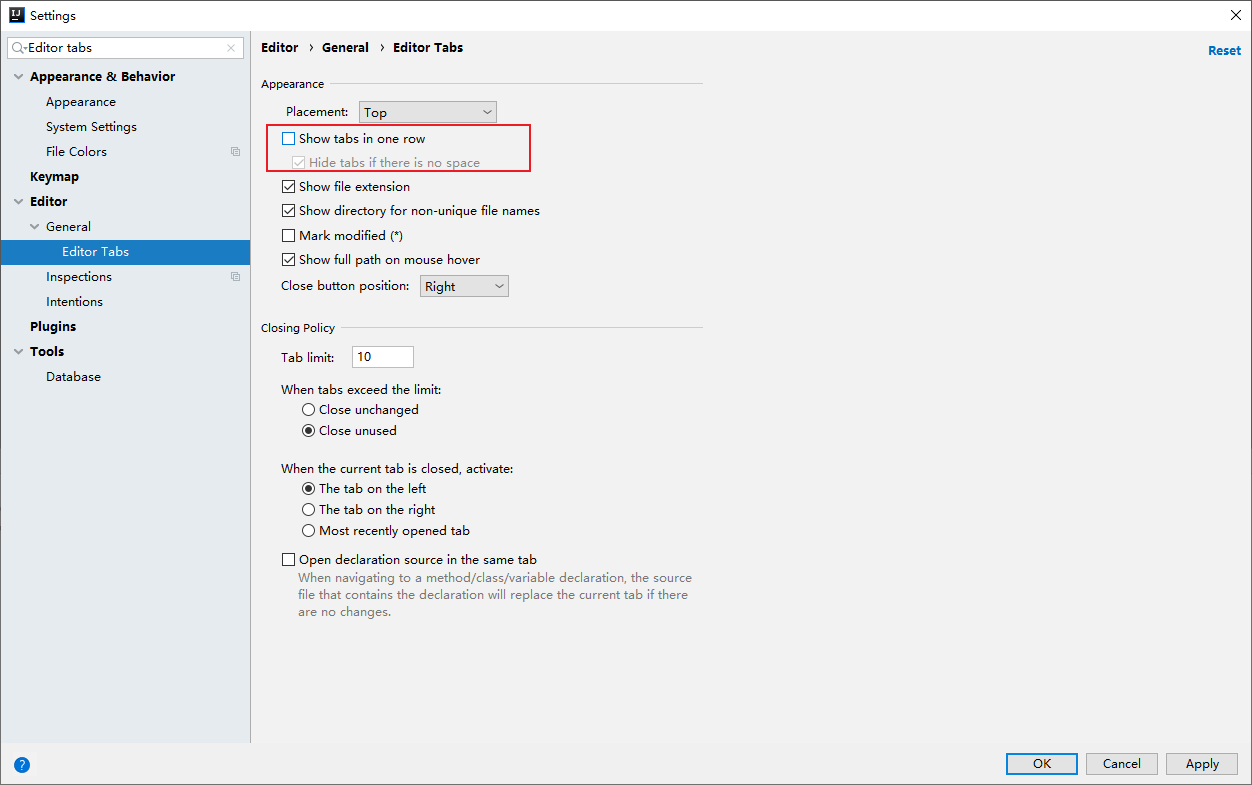 Settings
Editor tabs
Appearance & Behavior
Appearance
System Settings
File Colors
Keymap
Editor
General
Editor Tabs
Inspections
Intentions
Plugins
Tools
Database
Editor › General › Editor Tabs
Reset
Appearance
Placement: Top
Show tabs in one row
Hide tabs if there is no space
Show file extension
Show directory for non-unique file names
Mark modified (*)
Show full path on mouse hover
Close button position: Right
Closing Policy
Tab limit: 10
When tabs exceed the limit:
Close unchanged
Close unused
When the current tab is closed, activate:
The tab on the left
The tab on the right
Most recently opened tab
Open declaration source in the same tab
When navigating to a method/class/variable declaration, the source
file that contains the declaration will replace the current tab if there
are no changes.
?
OK Cancel Apply